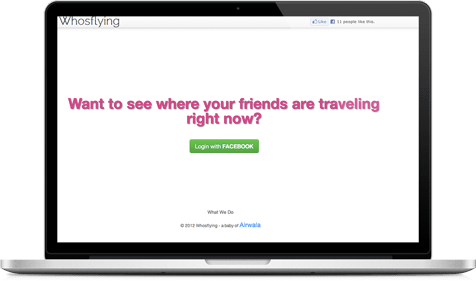 Whosflying
Like
11 people like this.
Want to see where your friends are traveling
right now?
Login with FACEBOOK
What We Do
© 2012 Whosflying - a baby of Airwala